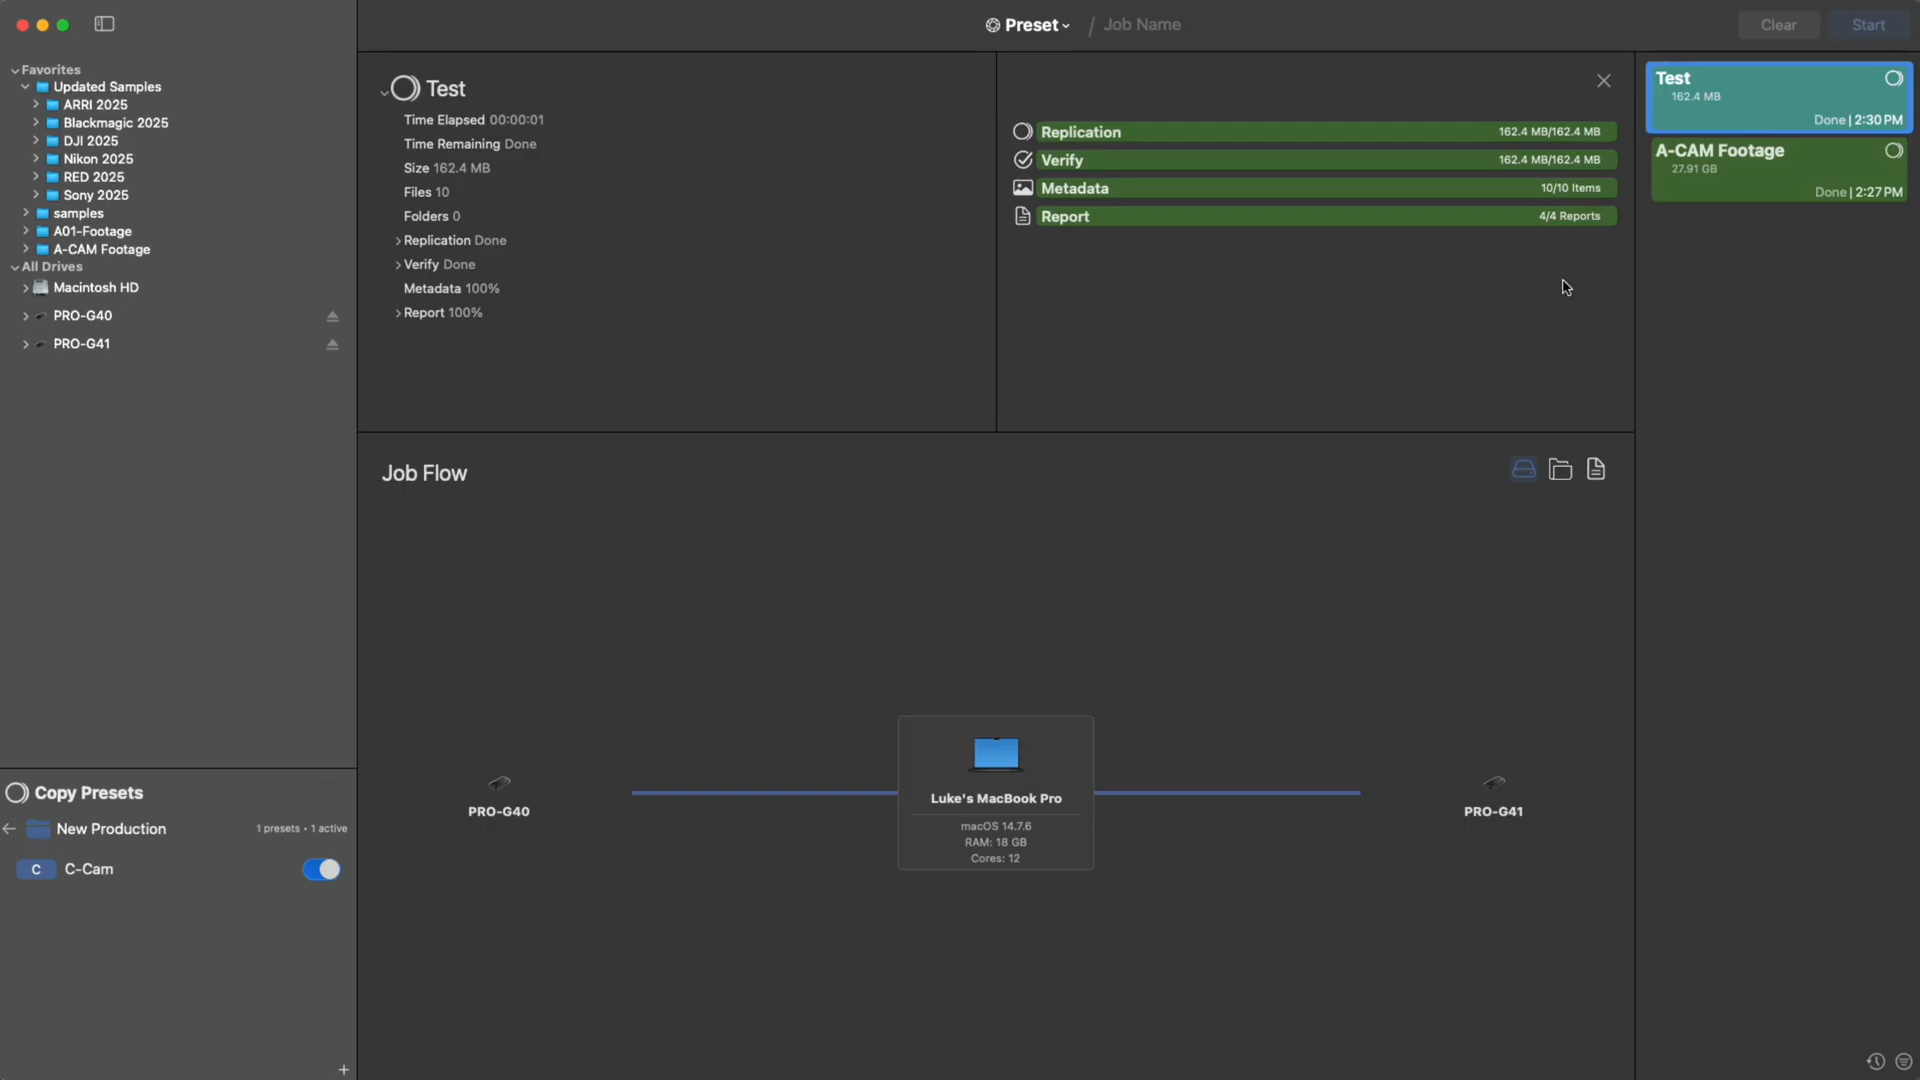 Preset / Job Name
Clear
Start
Favorites
Updated Samples
ARRI 2025
Blackmagic 2025
DJI 2025
Nikon 2025
RED 2025
Sony 2025
samples
A01-Footage
A-CAM Footage
All Drives
Macintosh HD
PRO-G40
PRO-G41
Copy Presets
New Production
1 presets • 1 active
C
C-Cam
Test
Time Elapsed 00:00:01
Time Remaining Done
Size 162.4 MB
Files 10
Folders 0
Replication Done
Verify Done
Metadata 100%
Report 100%
Replication 162.4 MB/162.4 MB
Verify 162.4 MB/162.4 MB
Metadata 10/10 Items
Report 4/4 Reports
Job Flow
PRO-G40
Luke's MacBook Pro
macOS 14.7.6
RAM: 18 GB
Cores: 12
PRO-G41
Test
162.4 MB
Done | 2:30 PM
A-CAM Footage
27.91 GB
Done | 2:27 PM